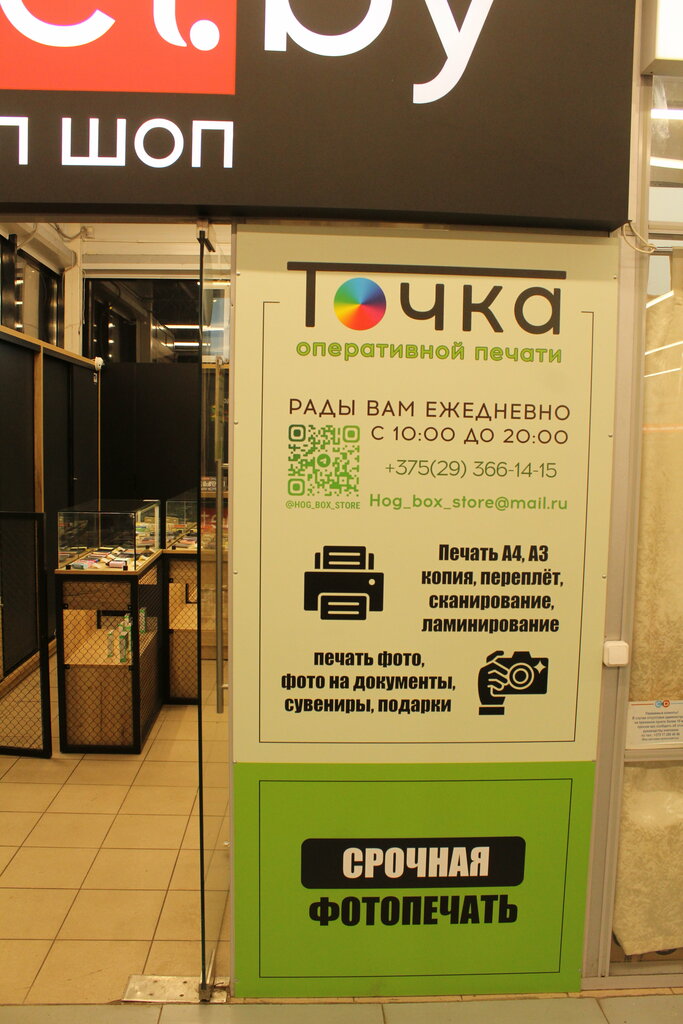 .by
шоп
Точка
оперативной печати
РАДЫ ВАМ ЕЖЕДНЕВНО
С 10:00 ДО 20:00
+375(29) 366-14-15
@HOG_BOX_STORE
Hog_box_store@mail.ru
Печать А4, А3
копия, переплёт,
сканирование,
ламинирование
печать фото,
фото на документы,
сувениры, подарки
СРОЧНАЯ
ФОТОПЕЧАТЬ